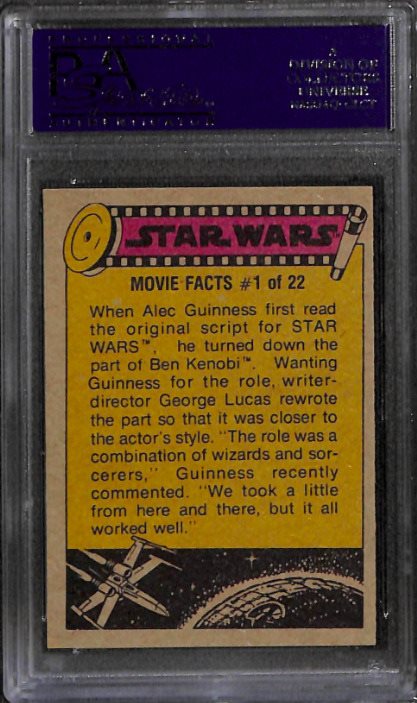 PROFESSIONAL
PSA
AUTHENTICATOR
A
DIVISION OF
COLLECTORS
UNIVERSE
NASDAQ: CLCT
STAR WARS
MOVIE FACTS #1 of 22
When Alec Guinness first read
the original script for STAR
WARS™, he turned down the
part of Ben Kenobi™. Wanting
Guinness for the role, writer-
director George Lucas rewrote
the part so that it was closer to
the actor's style. "The role was a
combination of wizards and sor-
cerers," Guinness recently
commented. "We took a little
from here and there, but it all
worked well."